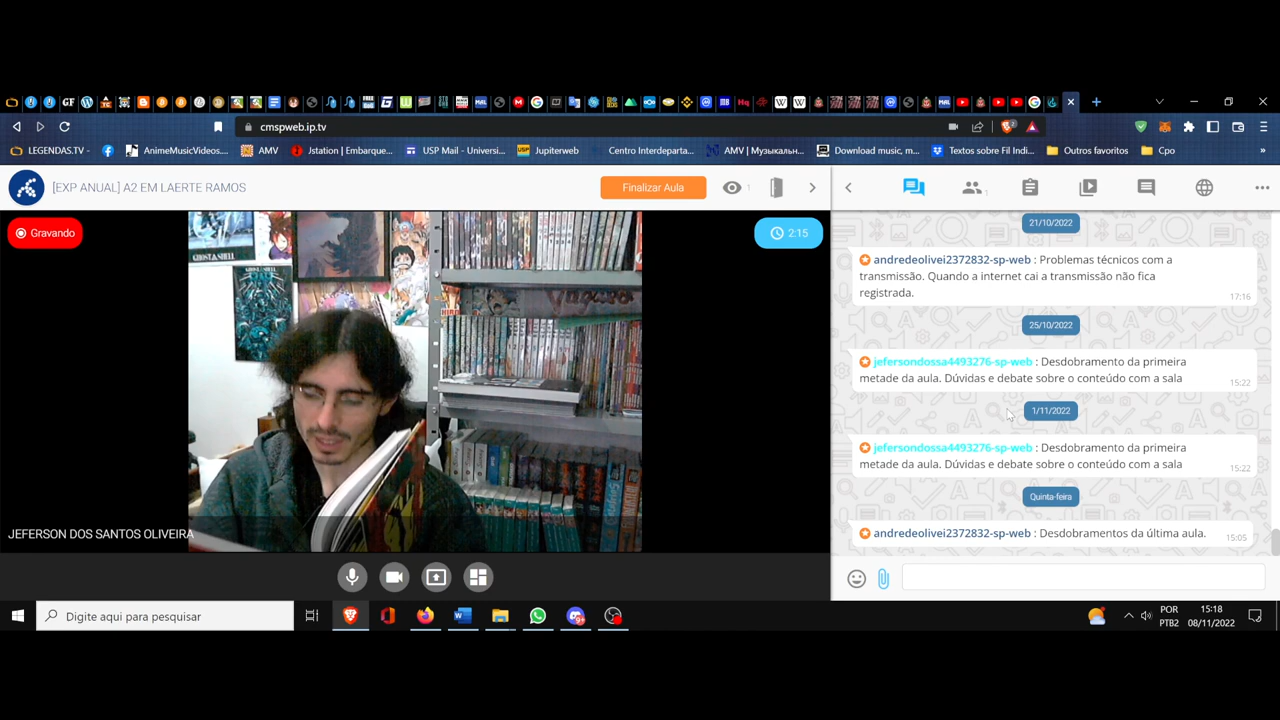 cmspweb.ip.tv
LEGENDAS.TV -
AnimeMusicVideos...
AMV
Jstation | Embarque...
USP Mail - Universi...
Jupiterweb
Centro Interdeparta...
AMV | Музыкальн...
Download music, m...
Textos sobre Fil Indi...
Outros favoritos
Cpo
[EXP ANUAL] A2 EM LAERTE RAMOS
Finalizar Aula
1
1
Gravando
2:15
GHOST SHELL
JEFERSON DOS SANTOS OLIVEIRA
21/10/2022
andredeolivei2372832-sp-web : Problemas técnicos com a
transmissão. Quando a internet cai a transmissão não fica
registrada.
17:16
25/10/2022
jefersondossa4493276-sp-web : Desdobramento da primeira
metade da aula. Dúvidas e debate sobre o conteúdo com a sala
15:22
1/11/2022
jefersondossa4493276-sp-web : Desdobramento da primeira
metade da aula. Dúvidas e debate sobre o conteúdo com a sala
15:22
Quinta-feira
andredeolivei2372832-sp-web : Desdobramentos da última aula.
15:05
Digite aqui para pesquisar
POR
PTB2
15:18
08/11/2022